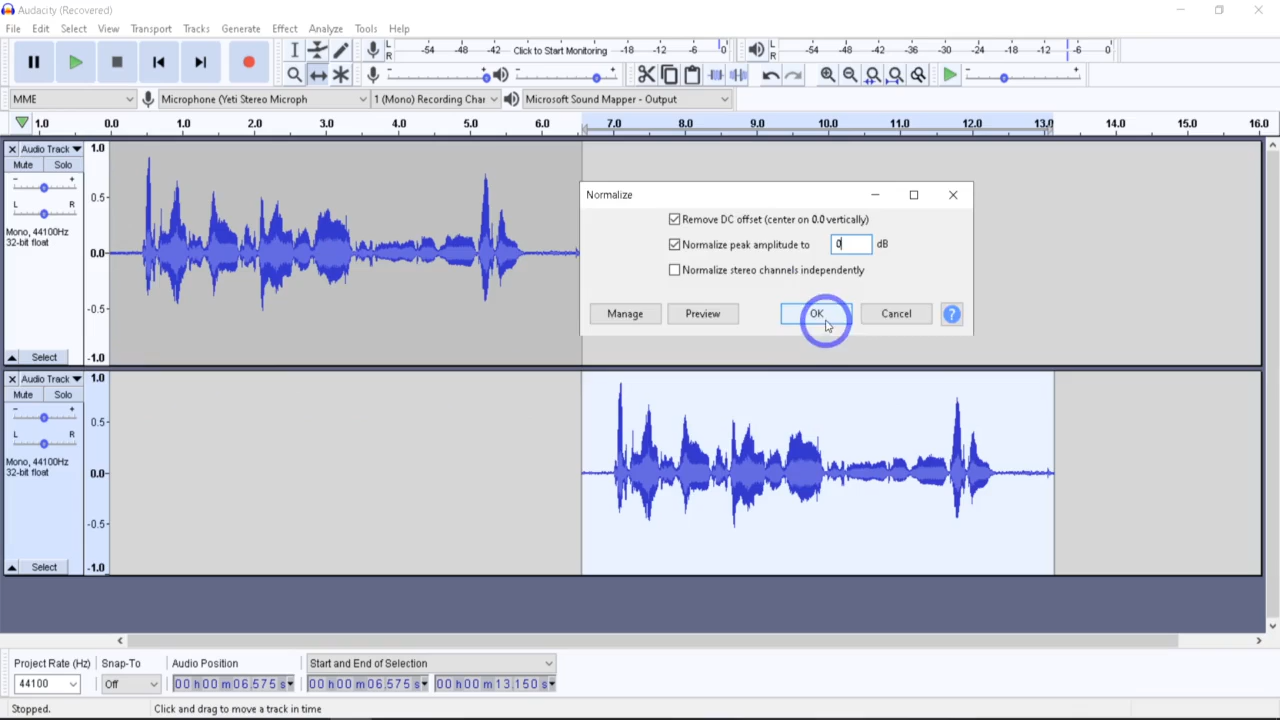 Audacity (Recovered)
File Edit Select View Transport Tracks Generate Effect Analyze Tools Help
L
R
-54 -48 -42 Click to Start Monitoring -18 -12 -6 0
L
R
-54 -48 -42 -36 -30 -24 -18 -12 -6 0
MME Microphone (Yeti Stereo Microph 1 (Mono) Recording Char Microsoft Sound Mapper - Output
1.0 0.0 1.0 2.0 3.0 4.0 5.0 6.0 7.0 8.0 9.0 10.0 11.0 12.0 13.0 14.0 15.0 16.0
X Audio Track 1.0
Mute Solo
- +
0.5-
L R
Mono, 44100Hz
32-bit float
0.0-
-0.5-
Select -1.0
Normalize
Remove DC offset (center on 0.0 vertically)
Normalize peak amplitude to 0 dB
Normalize stereo channels independently
Manage Preview OK Cancel ?
X Audio Track 1.0
Mute Solo
- +
0.5-
L R
Mono, 44100Hz
32-bit float
0.0-
-0.5-
Select -1.0
Project Rate (Hz) Snap-To Audio Position Start and End of Selection
44100 Off 00 h 00 m 06.575 s 00 h 00 m 06.575 s 00 h 00 m 13.150 s
Stopped. Click and drag to move a track in time